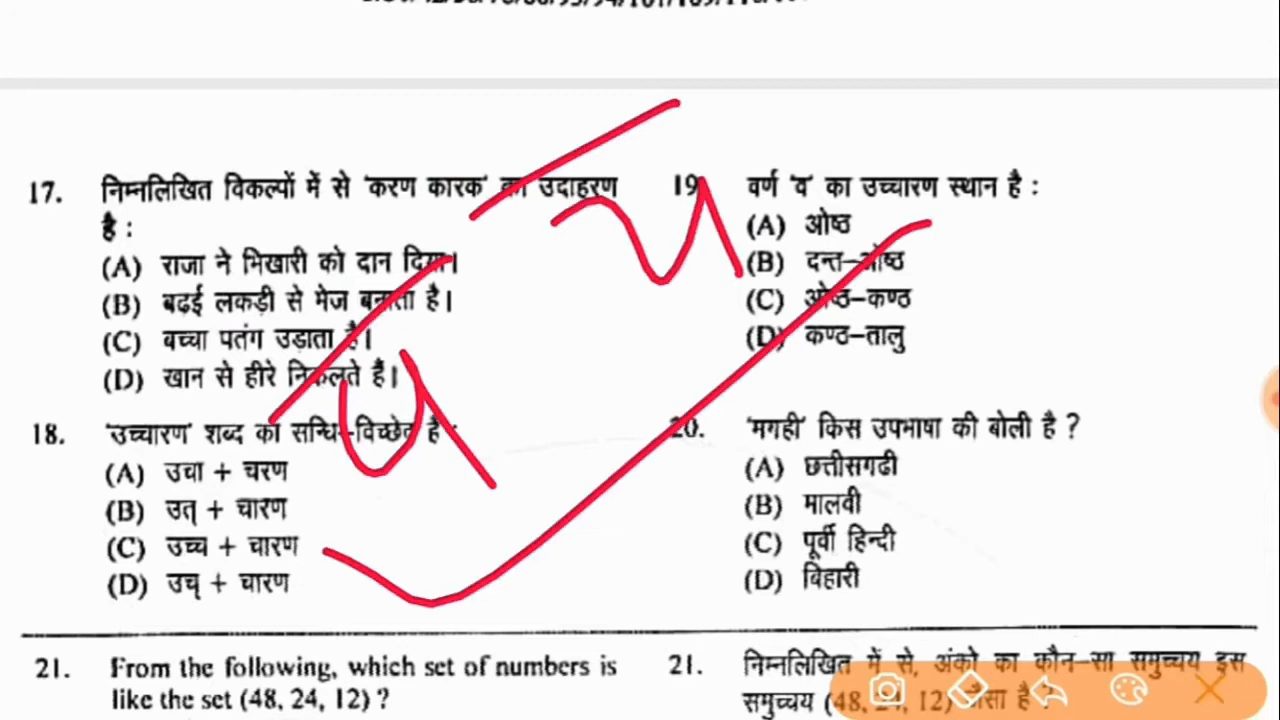 17. निम्नलिखित विकल्पों में से 'करण कारक' का उदाहरण
है :
(A) राजा ने भिखारी को दान दिया।
(B) बढ़ई लकड़ी से मेज बनाता है।
(C) बच्चा पतंग उड़ाता है।
(D) खान से हीरे निकलते हैं।
18. 'उच्चारण' शब्द का सन्धि-विच्छेद है :
(A) उचा + चरण
(B) उत् + चारण
(C) उच्च + चारण
(D) उच् + चारण
19. वर्ण 'व' का उच्चारण स्थान है :
(A) ओष्ठ
(B) दन्त-ओष्ठ
(C) ओष्ठ-कण्ठ
(D) कण्ठ-तालु
20. 'मगही' किस उपभाषा की बोली है ?
(A) छत्तीसगढी
(B) मालवी
(C) पूर्वी हिन्दी
(D) बिहारी
21. From the following, which set of numbers is
like the set (48, 24, 12) ?
21. निम्नलिखित में से, अंको का कौन-सा समुच्चय इस
समुच्चय (48, 24, 12) जैसा है ?